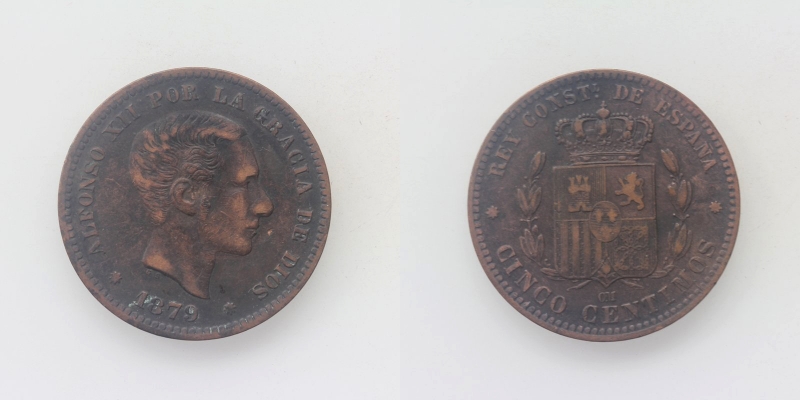 ALFONSO XII POR LA GRACIA DE DIOS
* 1879 *
REY CONST. DE ESPAÑA
* CINCO CENTIMOS *